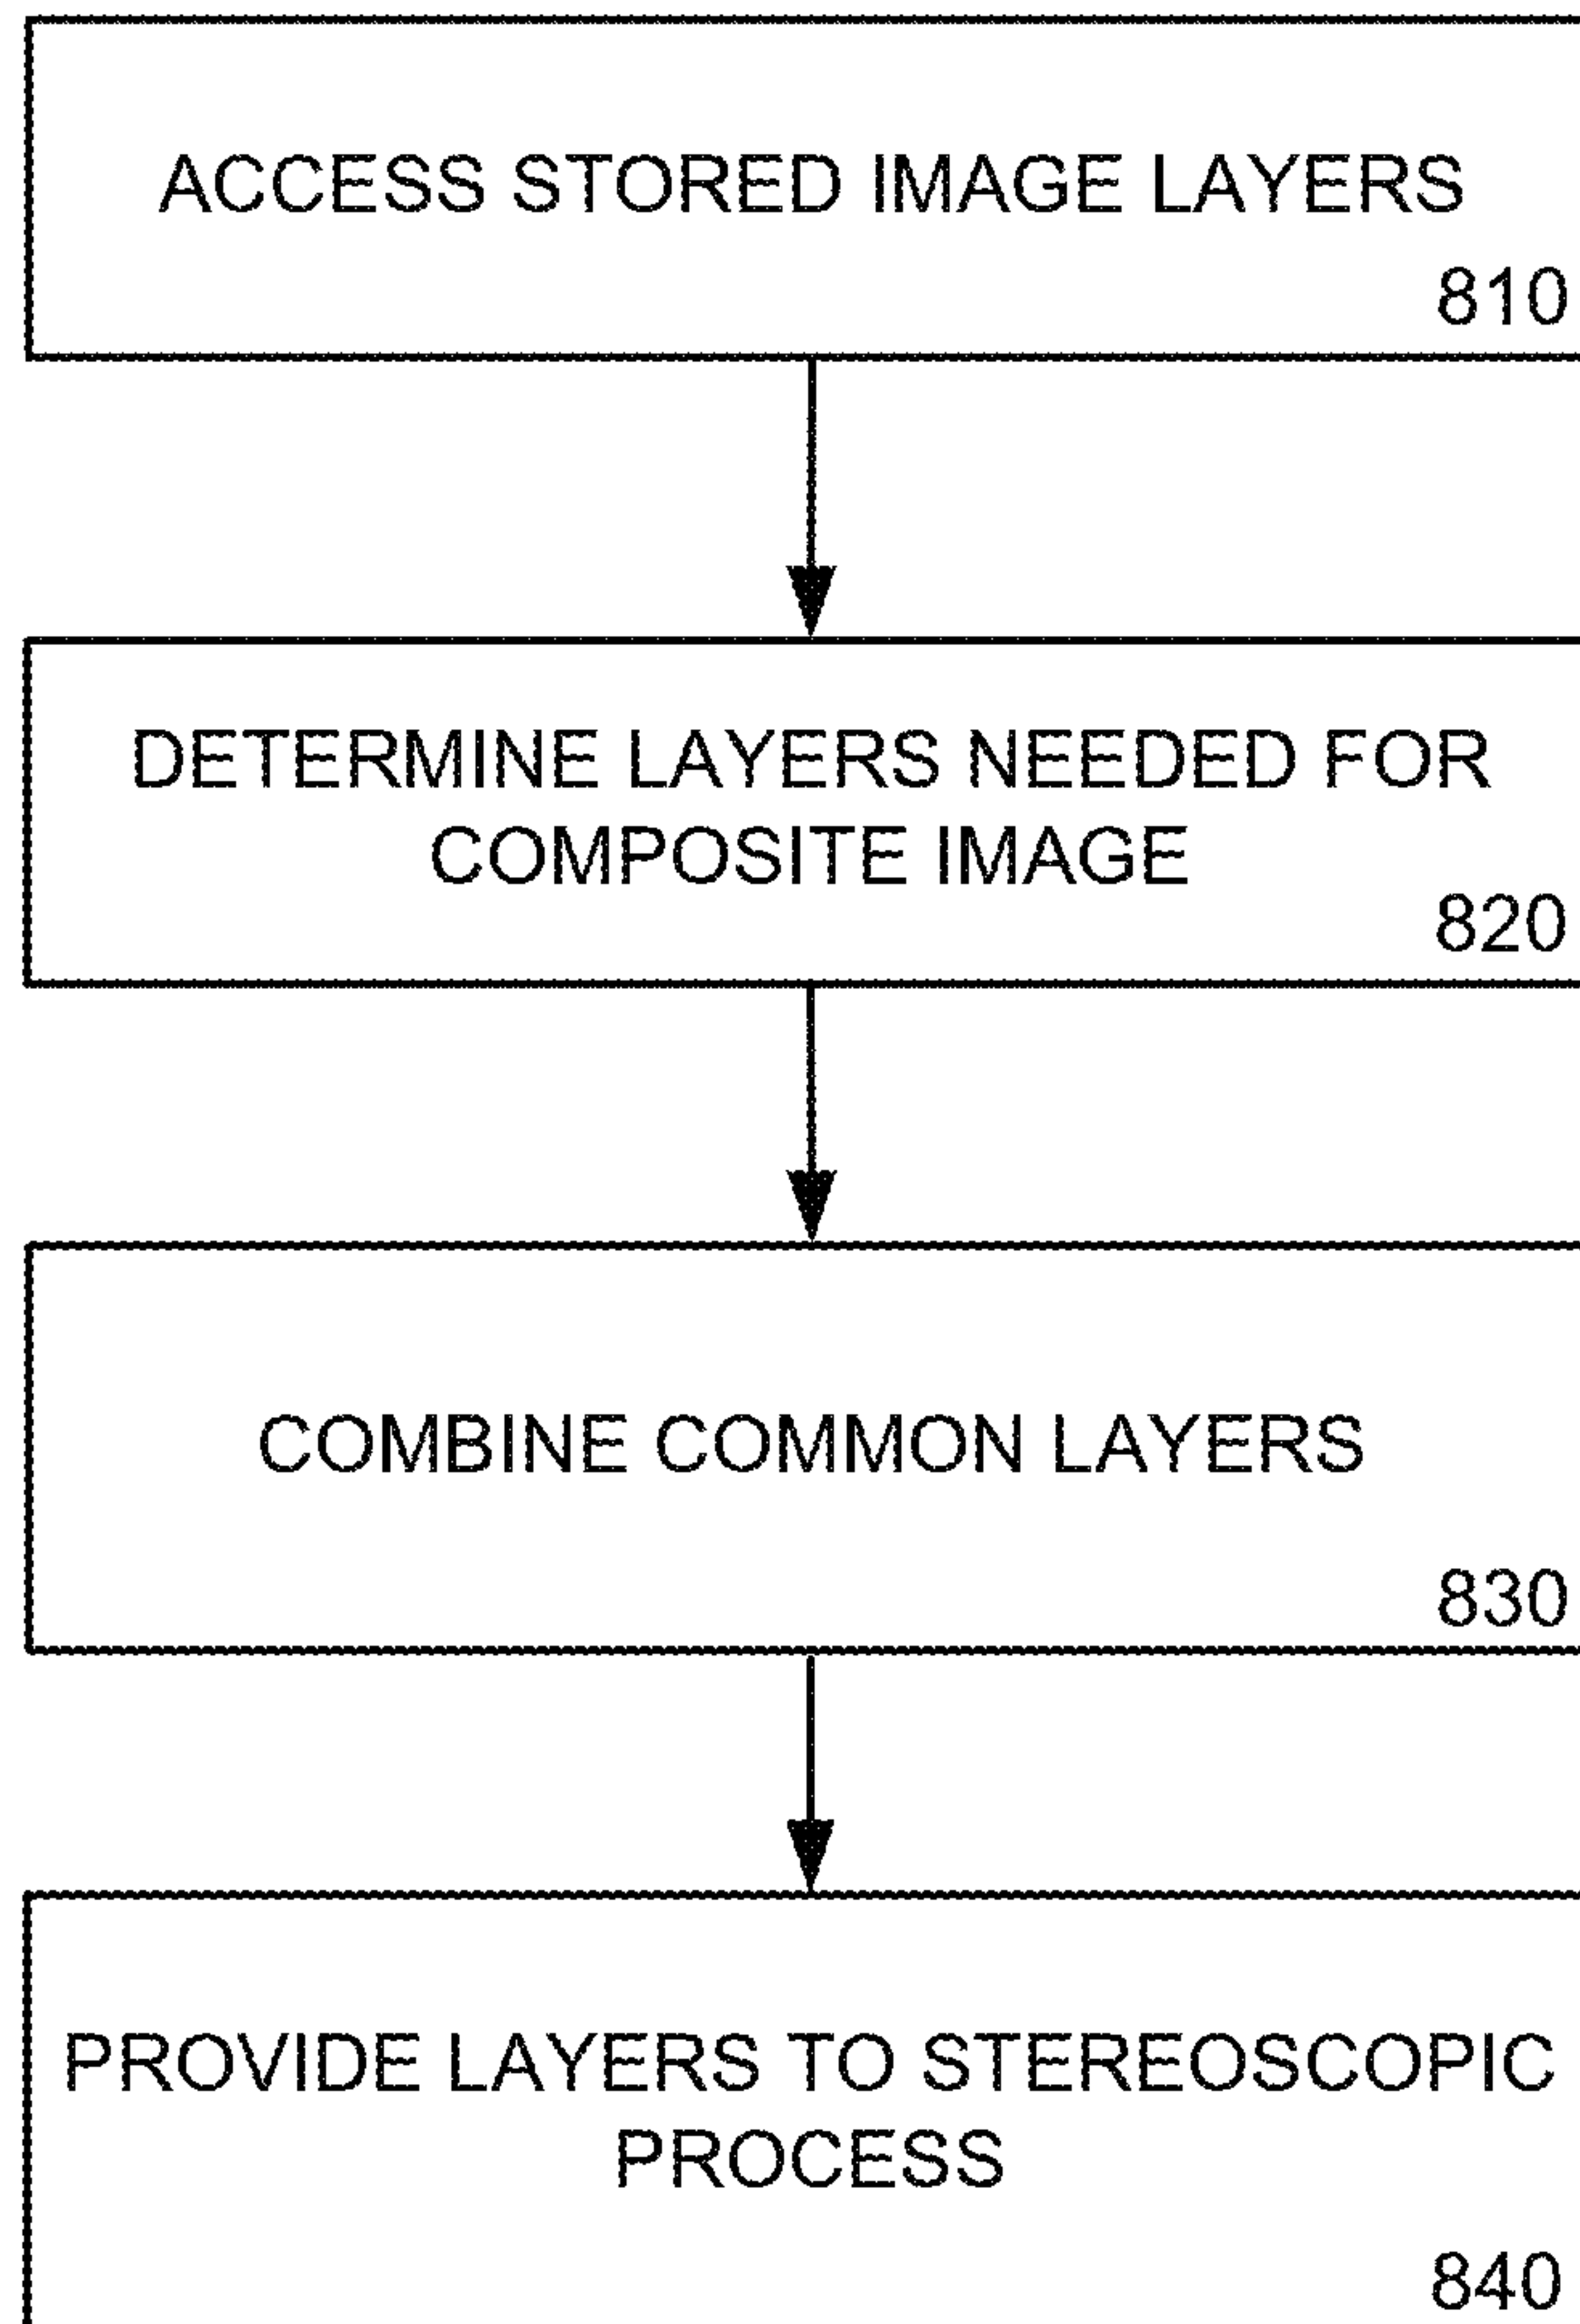 ACCESS STORED IMAGE LAYERS
810
DETERMINE LAYERS NEEDED FOR
COMPOSITE IMAGE
820
COMBINE COMMON LAYERS
830
PROVIDE LAYERS TO STEREOSCOPIC
PROCESS
840